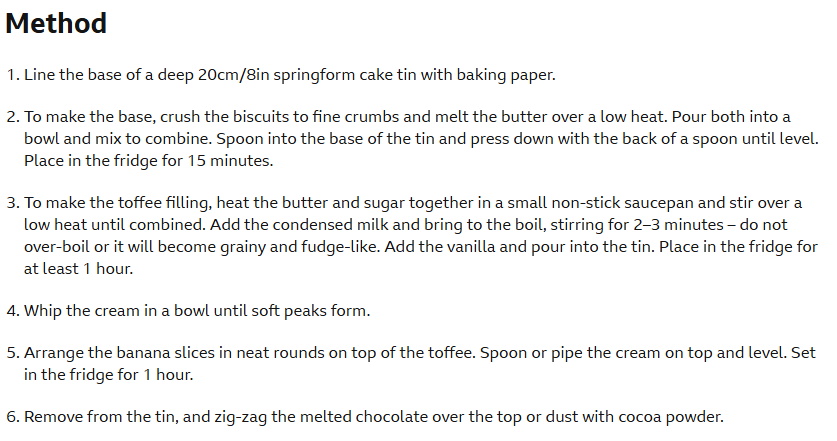 Method
1. Line the base of a deep 20cm/8in springform cake tin with baking paper.
2. To make the base, crush the biscuits to fine crumbs and melt the butter over a low heat. Pour both into a
bowl and mix to combine. Spoon into the base of the tin and press down with the back of a spoon until level.
Place in the fridge for 15 minutes.
3. To make the toffee filling, heat the butter and sugar together in a small non-stick saucepan and stir over a
low heat until combined. Add the condensed milk and bring to the boil, stirring for 2–3 minutes – do not
over-boil or it will become grainy and fudge-like. Add the vanilla and pour into the tin. Place in the fridge for
at least 1 hour.
4. Whip the cream in a bowl until soft peaks form.
5. Arrange the banana slices in neat rounds on top of the toffee. Spoon or pipe the cream on top and level. Set
in the fridge for 1 hour.
6. Remove from the tin, and zig-zag the melted chocolate over the top or dust with cocoa powder.